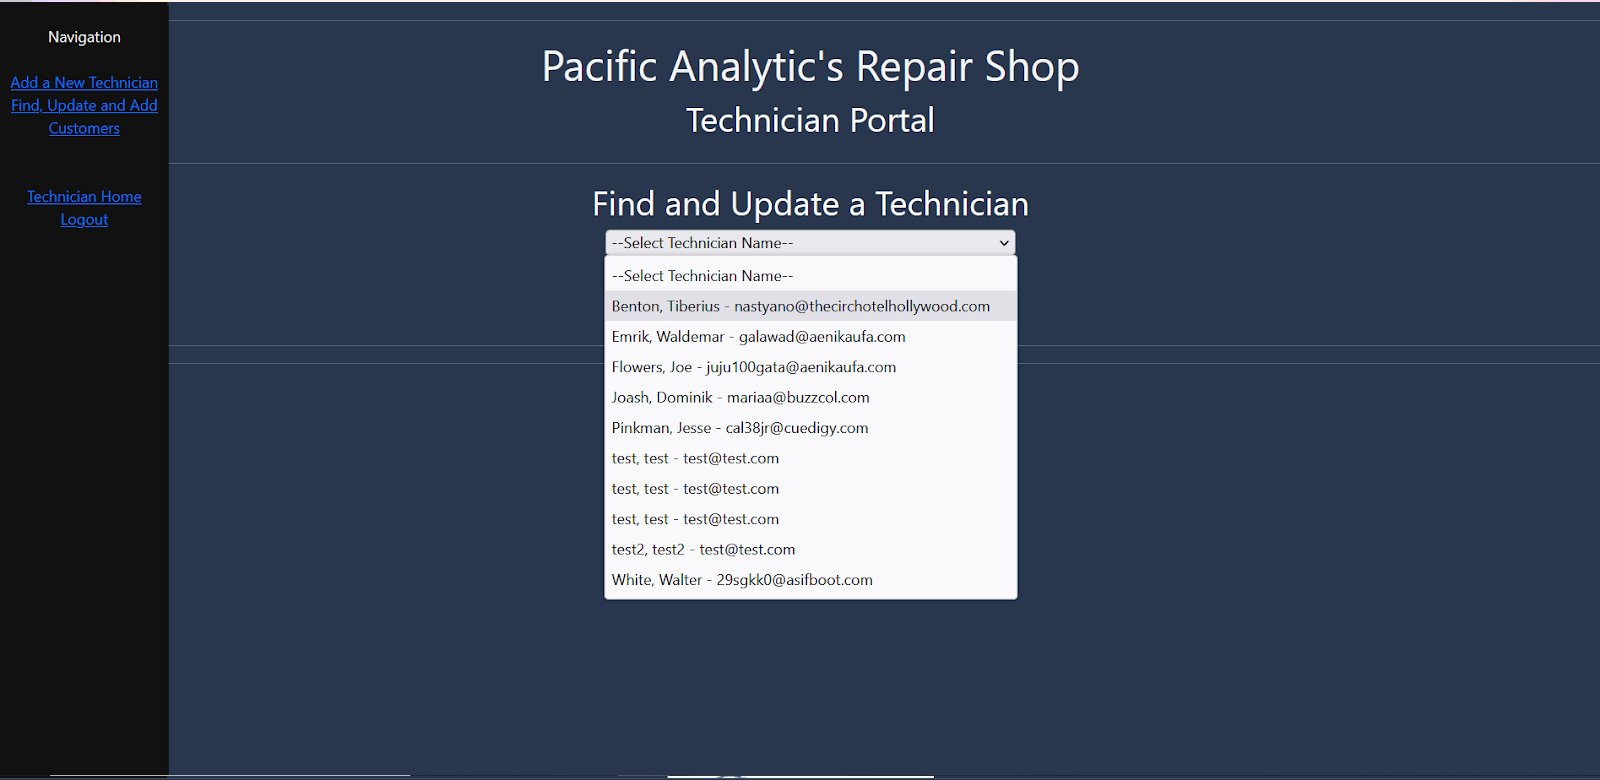 Navigation
Add a New Technician
Find, Update and Add
Customers
Technician Home
Logout
Pacific Analytic's Repair Shop
Technician Portal
Find and Update a Technician
--Select Technician Name--
--Select Technician Name--
Benton, Tiberius - nastyano@thecirchotelhollywood.com
Emrik, Waldemar - galawad@aenikaufa.com
Flowers, Joe - juju100gata@aenikaufa.com
Joash, Dominik - mariaa@buzzcol.com
Pinkman, Jesse - cal38jr@cuedigy.com
test, test - test@test.com
test, test - test@test.com
test, test - test@test.com
test2, test2 - test@test.com
White, Walter - 29sgkk0@asifboot.com